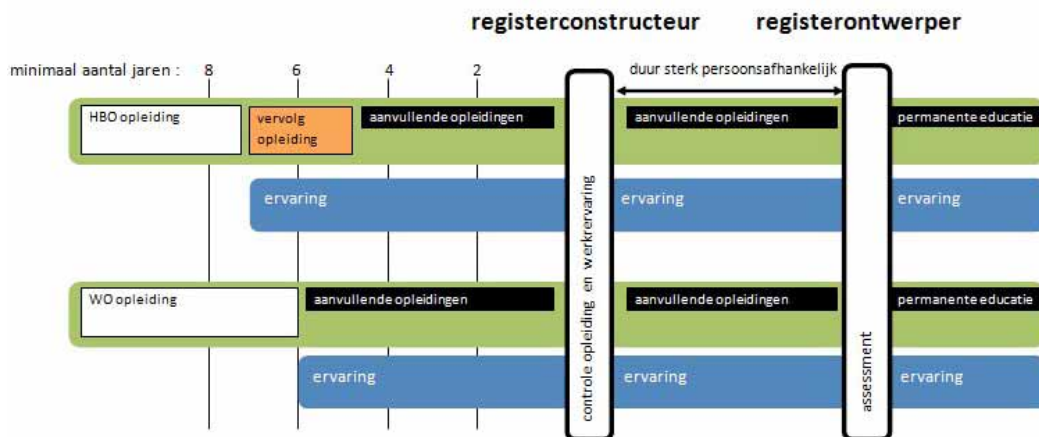 registerconstructeur
registerontwerper
minimaal aantal jaren :
8
6
4
2
duur sterk persoonsafhankelijk
HBO opleiding
vervolg
opleiding
aanvullende opleidingen
aanvullende opleidingen
permanente educatie
ervaring
ervaring
ervaring
WO opleiding
aanvullende opleidingen
aanvullende opleidingen
permanente educatie
ervaring
ervaring
ervaring
controle opleiding en werkrervaring
assessment